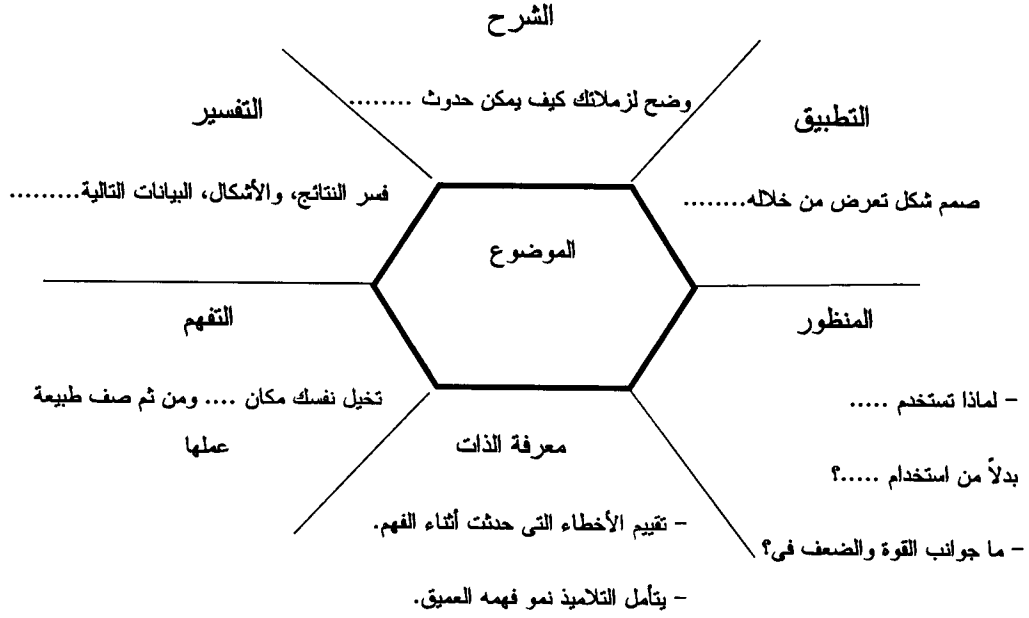 الشرح
وضح لزملائك كيف يمكن حدوث ........
التطبيق
صمم شكل تعرض من خلاله........
التفسير
فسر النتائج، والأشكال، البيانات التالية.........
الموضوع
المنظور
- لماذا تستخدم .....
بدلاً من استخدام .....؟
- ما جوانب القوة والضعف فى؟
التفهم
تخيل نفسك مكان .... ومن ثم صف طبيعة
عملها
معرفة الذات
- تقييم الأخطاء التى حدثت أثناء الفهم.
- يتأمل التلاميذ نمو فهمه العميق.